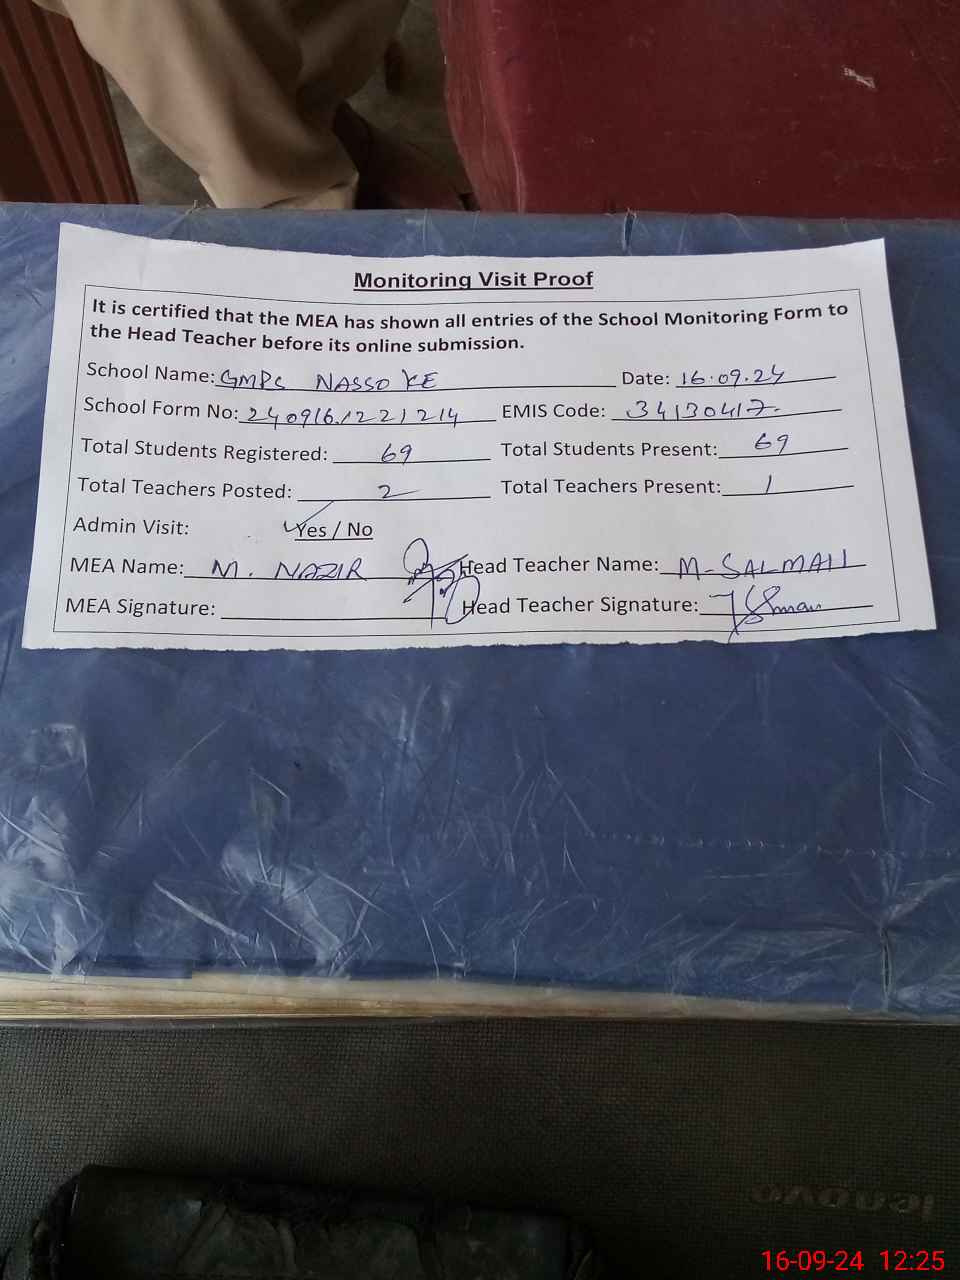 Monitoring Visit Proof
It is certified that the MEA has shown all entries of the School Monitoring Form to
the Head Teacher before its online submission.
School Name: GMPS NASSO KE Date: 16.09.24
School Form No: 2409161221214 EMIS Code: 34130417
Total Students Registered: 69 Total Students Present: 69
Total Teachers Posted: 2 Total Teachers Present: 1
Admin Visit: Yes / No
MEA Name: M. NAZIR Head Teacher Name: M-SALMAN
MEA Signature: Head Teacher Signature:
lenovo
16-09-24 12:25